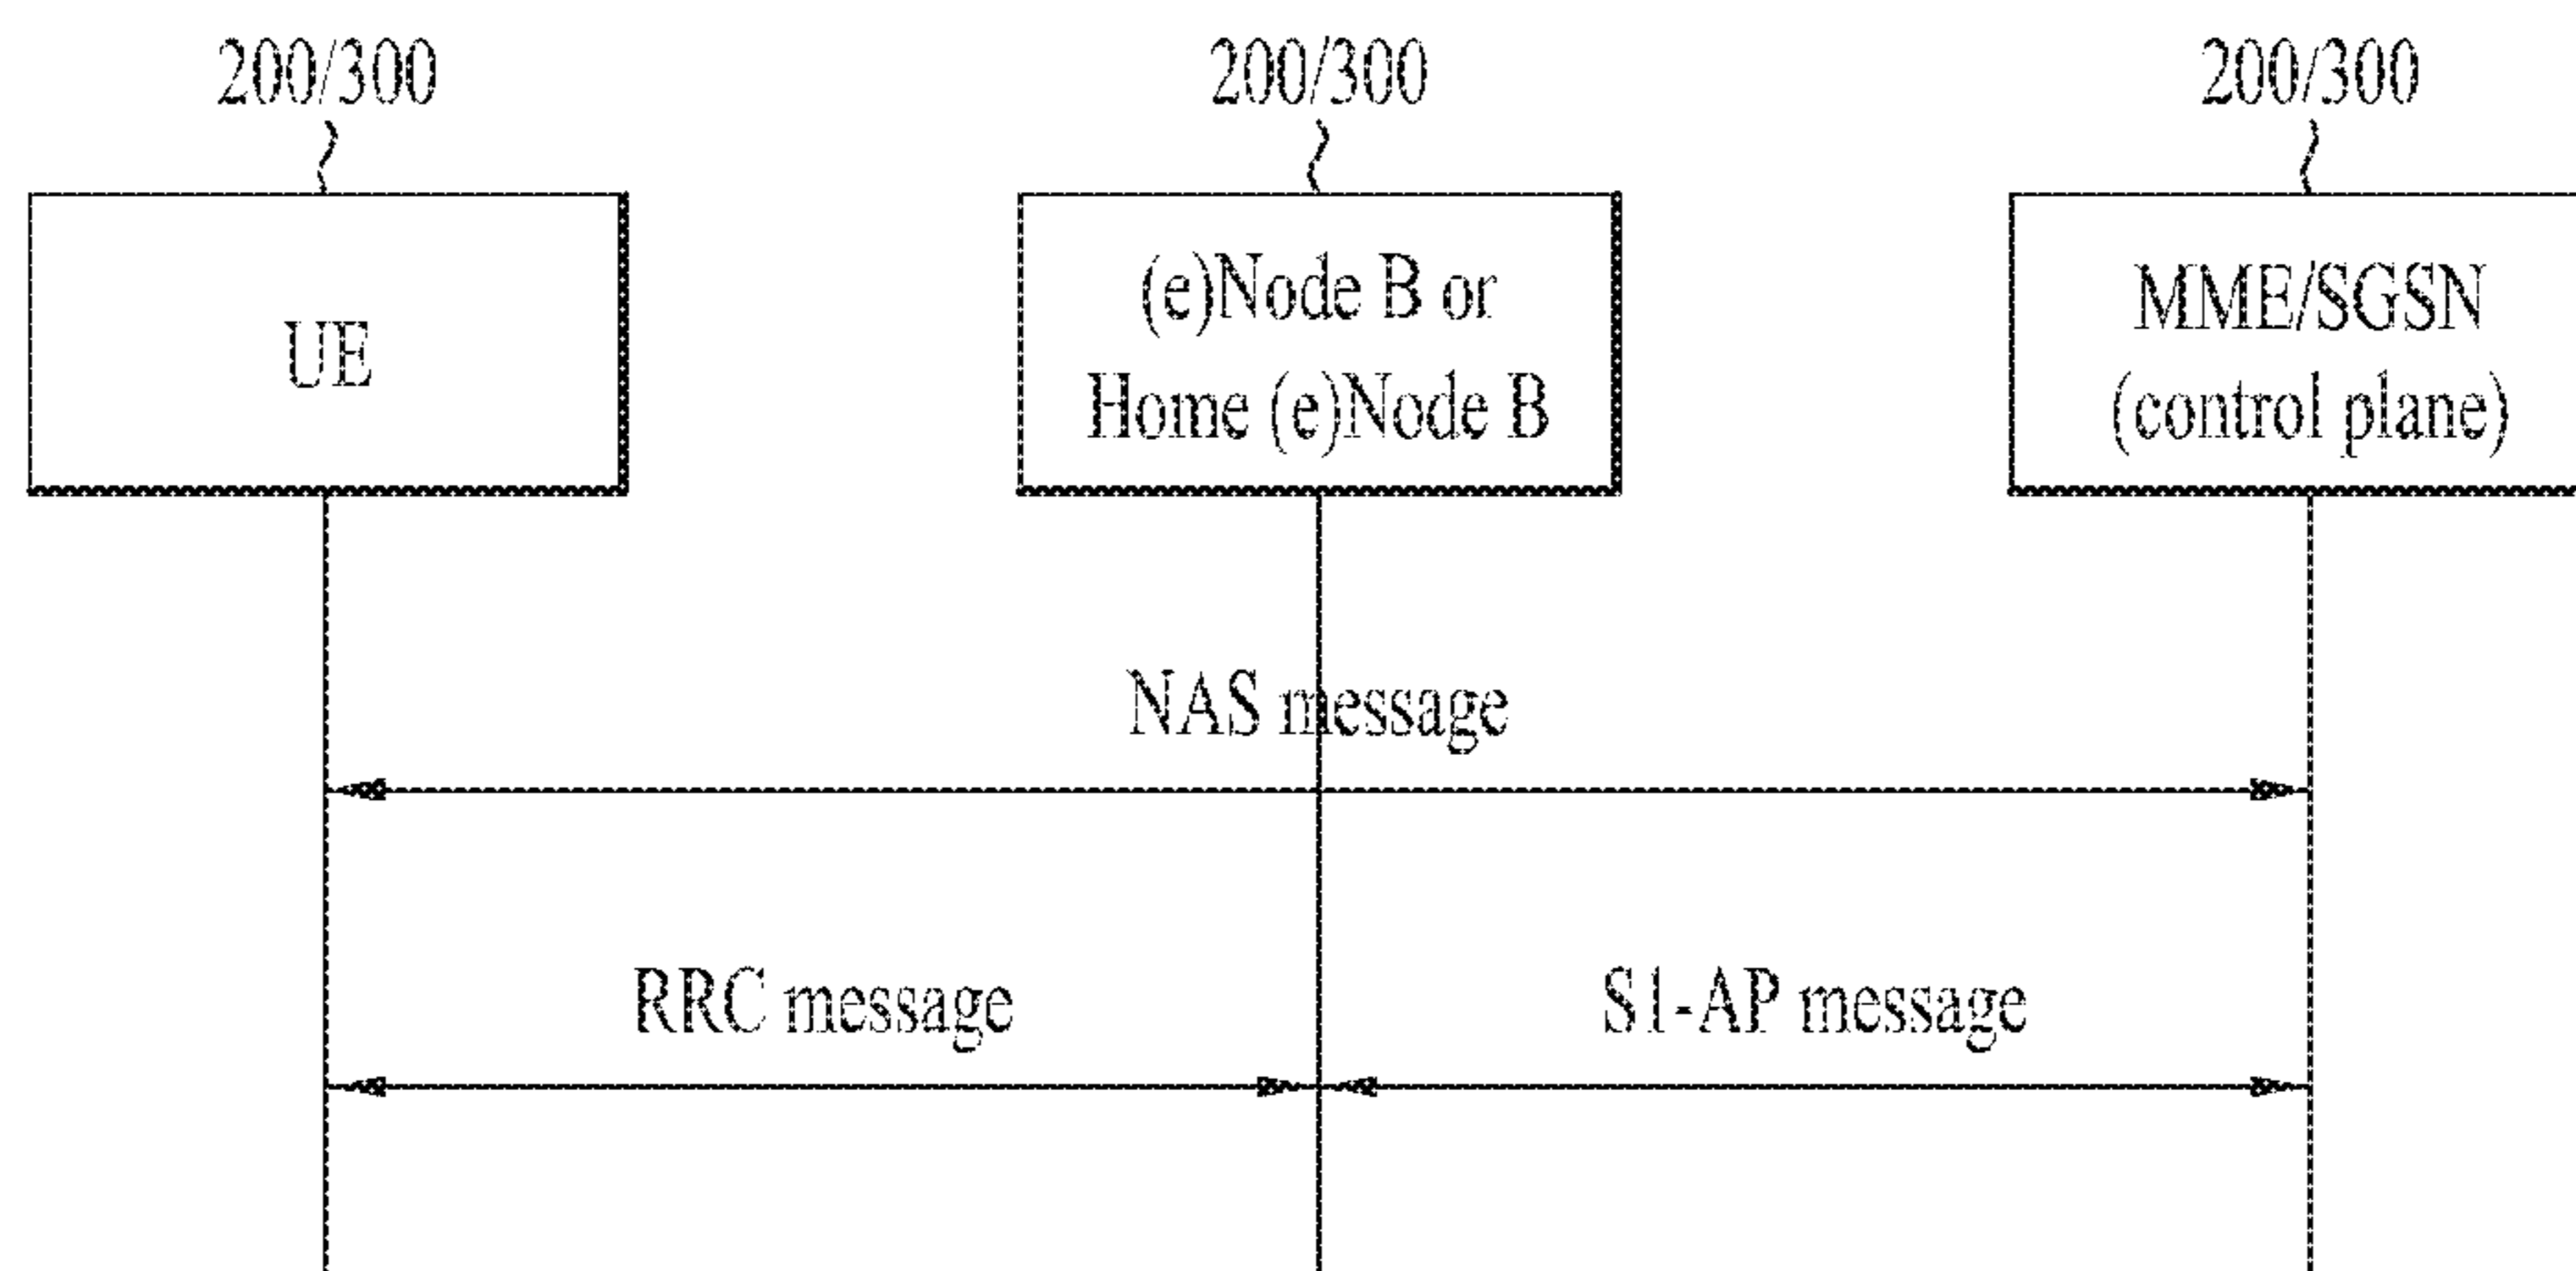 200/300
200/300
200/300
UE
(e)Node B or
Home (e)Node B
MME/SGSN
(control plane)
NAS message
RRC message
S1-AP message